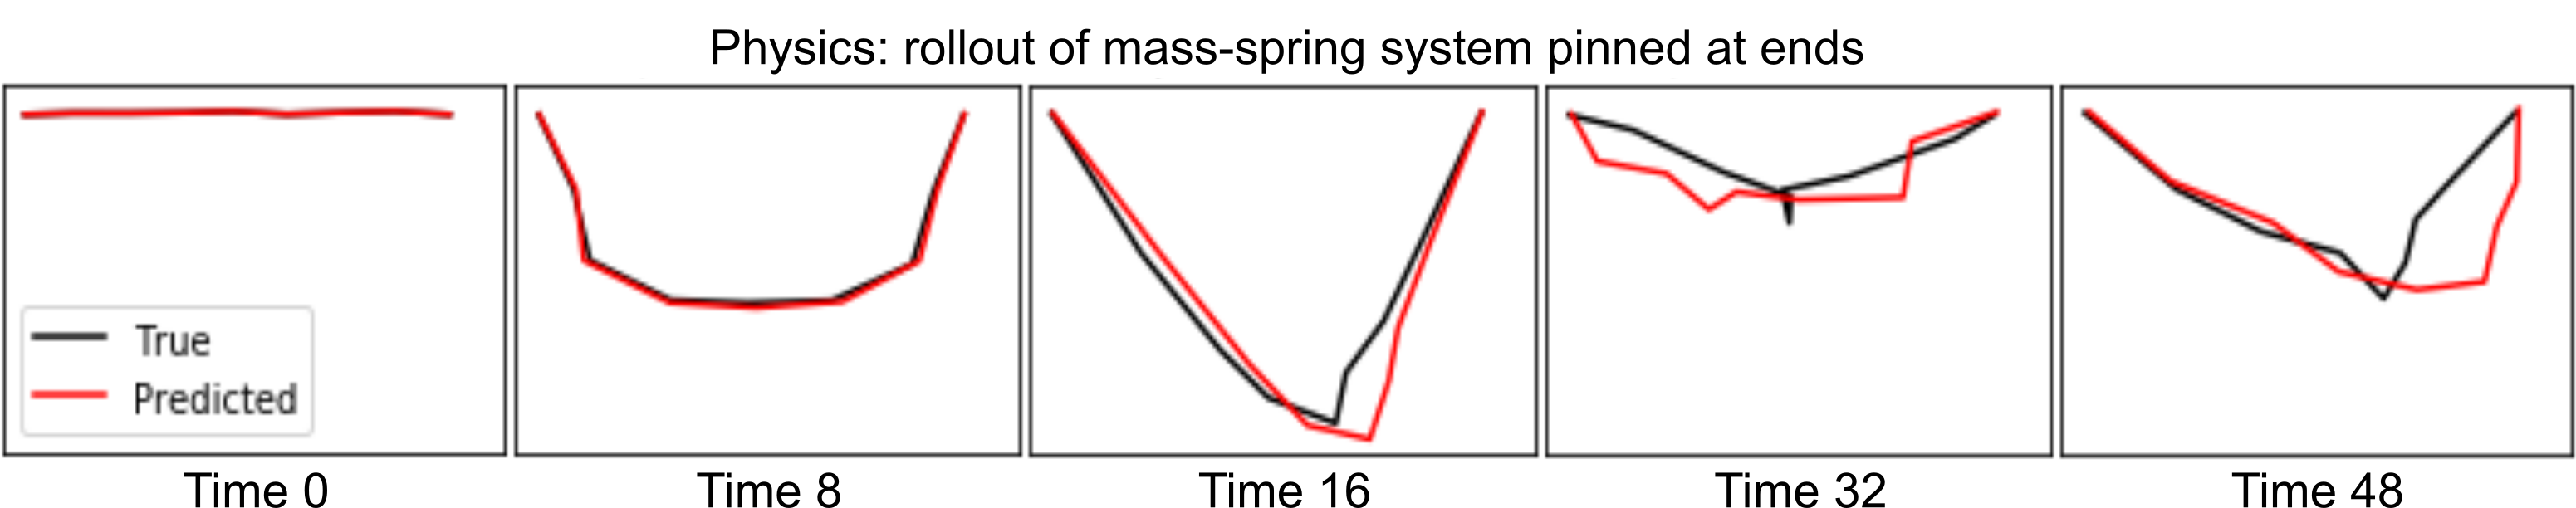 Physics: rollout of mass-spring system pinned at ends
True
Predicted
Time 0
Time 8
Time 16
Time 32
Time 48